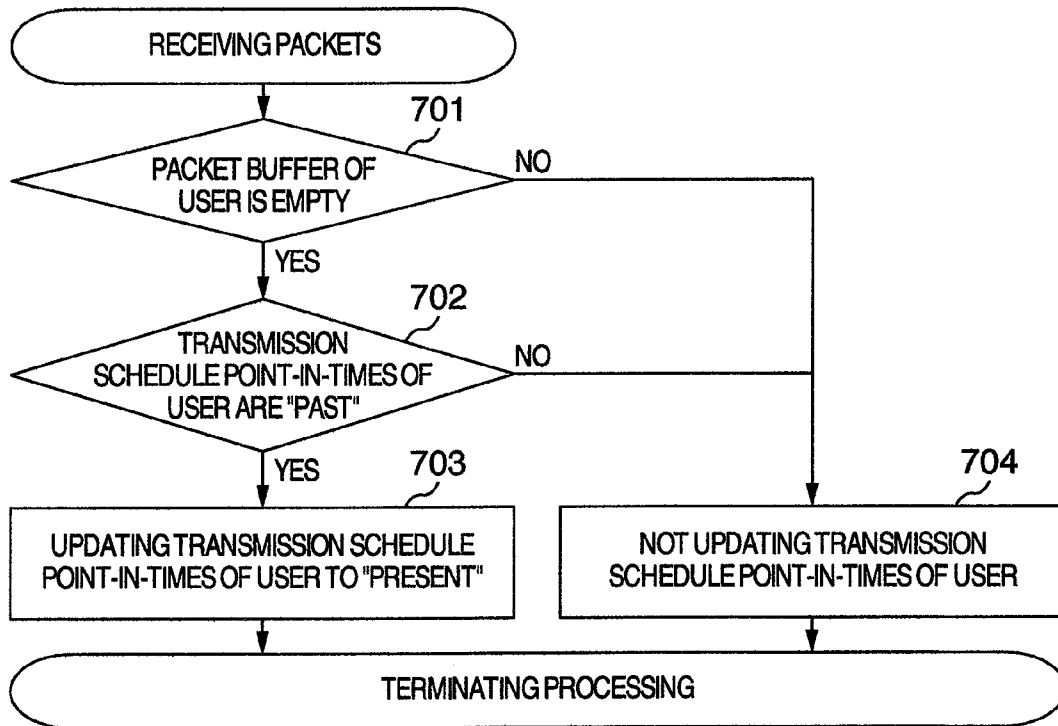 RECEIVING PACKETS
701
PACKET BUFFER OF
USER IS EMPTY
NO
YES
702
TRANSMISSION
SCHEDULE POINT-IN-TIMES OF
USER ARE "PAST"
NO
YES
703
UPDATING TRANSMISSION SCHEDULE
POINT-IN-TIMES OF USER TO "PRESENT"
704
NOT UPDATING TRANSMISSION
SCHEDULE POINT-IN-TIMES OF USER
TERMINATING PROCESSING